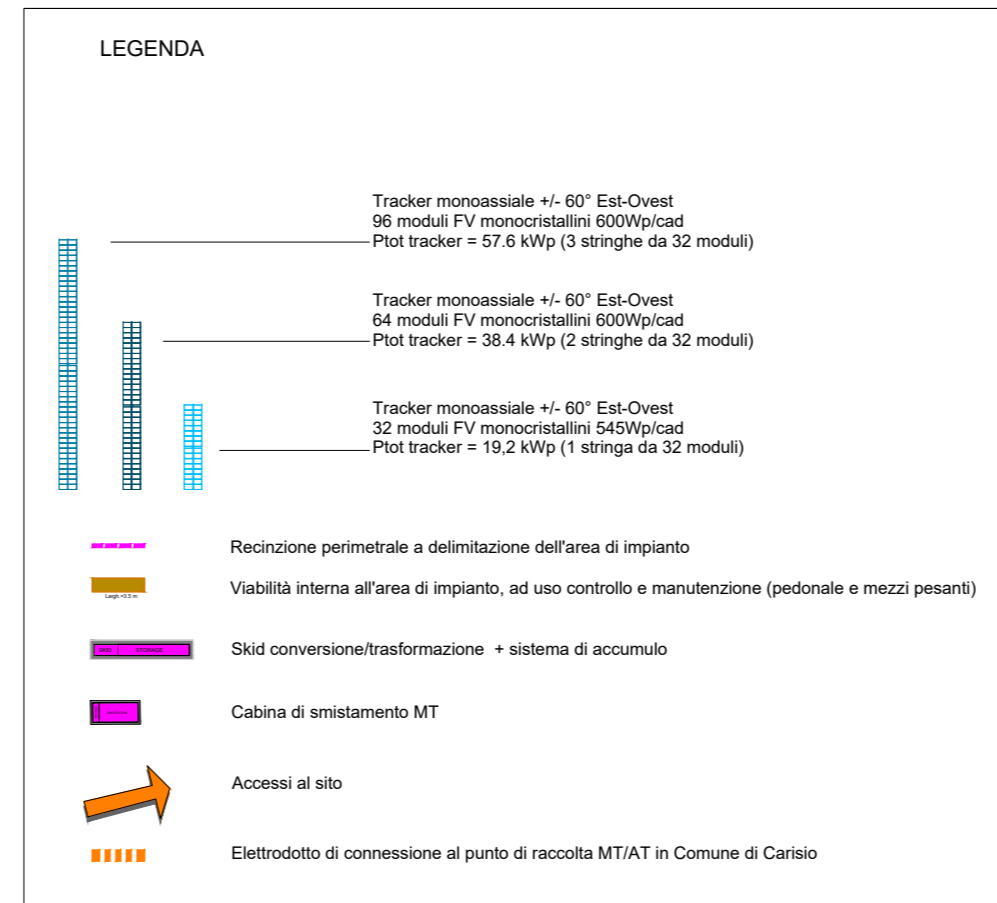 LEGENDA
Tracker monoassiale +/- 60° Est-Ovest
96 moduli FV monocristallini 600Wp/cad
Ptot tracker = 57.6 kWp (3 stringhe da 32 moduli)
Tracker monoassiale +/- 60° Est-Ovest
64 moduli FV monocristallini 600Wp/cad
Ptot tracker = 38.4 kWp (2 stringhe da 32 moduli)
Tracker monoassiale +/- 60° Est-Ovest
32 moduli FV monocristallini 545Wp/cad
Ptot tracker = 19,2 kWp (1 stringa da 32 moduli)
Recinzione perimetrale a delimitazione dell'area di impianto
Viabilità interna all'area di impianto, ad uso controllo e manutenzione (pedonale e mezzi pesanti)
Largh.=3.5 m
SKID STORAGE
Skid conversione/trasformazione + sistema di accumulo
Cabina di smistamento MT
Accessi al sito
Elettrodotto di connessione al punto di raccolta MT/AT in Comune di Carisio